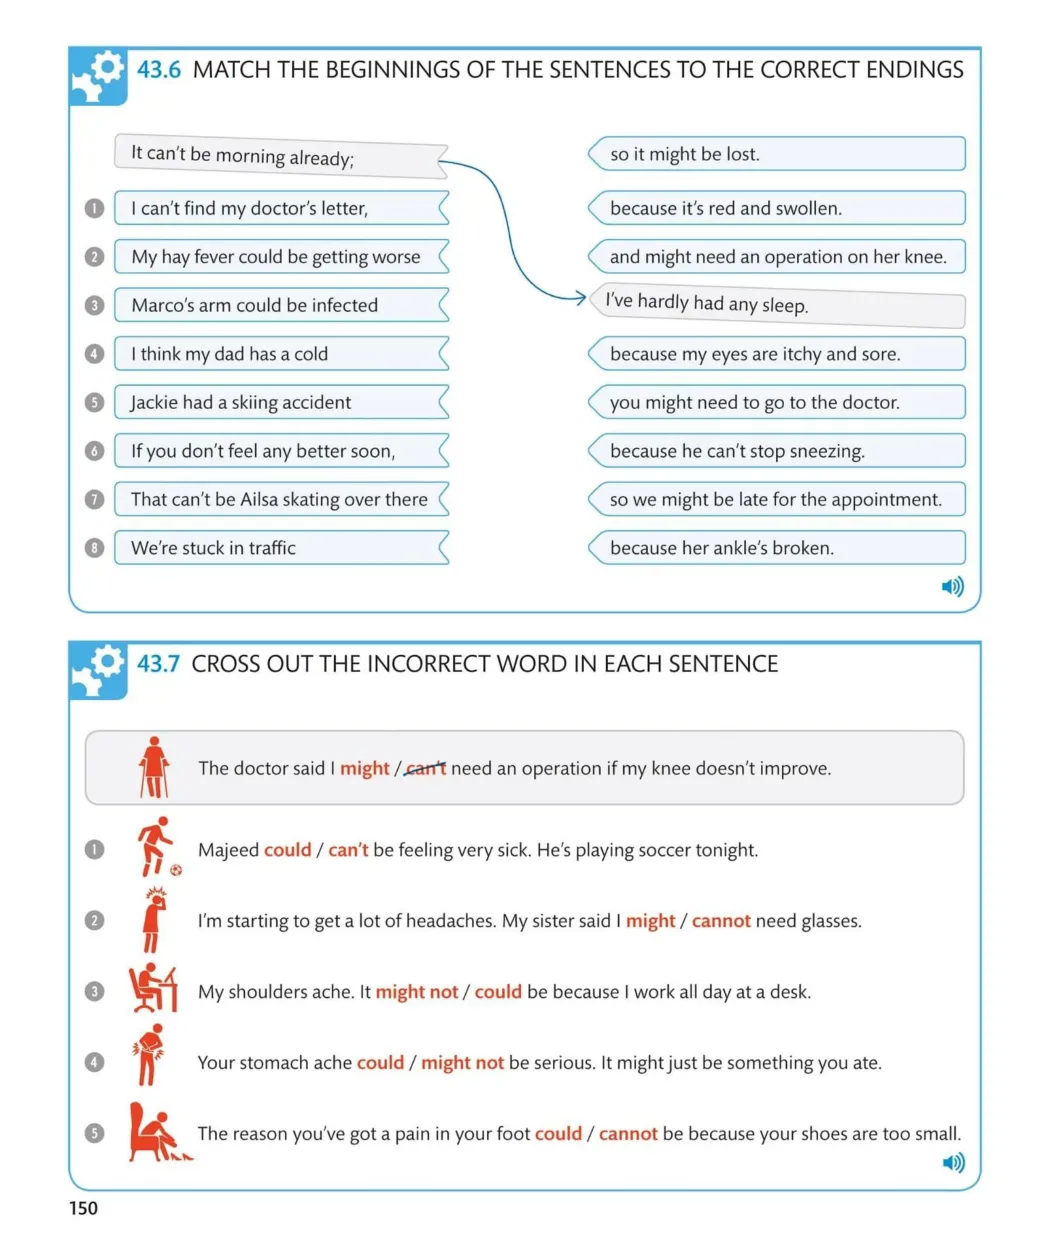 43.6 MATCH THE BEGINNINGS OF THE SENTENCES TO THE CORRECT ENDINGS
It can't be morning already;
so it might be lost.
1 I can't find my doctor's letter,
because it's red and swollen.
2 My hay fever could be getting worse
and might need an operation on her knee.
3 Marco's arm could be infected
I've hardly had any sleep.
4 I think my dad has a cold
because my eyes are itchy and sore.
5 Jackie had a skiing accident
you might need to go to the doctor.
6 If you don't feel any better soon,
because he can't stop sneezing.
7 That can't be Ailsa skating over there
so we might be late for the appointment.
8 We're stuck in traffic
because her ankle's broken.
43.7 CROSS OUT THE INCORRECT WORD IN EACH SENTENCE
The doctor said I might / can't need an operation if my knee doesn't improve.
1 Majeed could / can't be feeling very sick. He's playing soccer tonight.
2 I'm starting to get a lot of headaches. My sister said I might / cannot need glasses.
3 My shoulders ache. It might not / could be because I work all day at a desk.
4 Your stomach ache could / might not be serious. It might just be something you ate.
5 The reason you've got a pain in your foot could / cannot be because your shoes are too small.
150